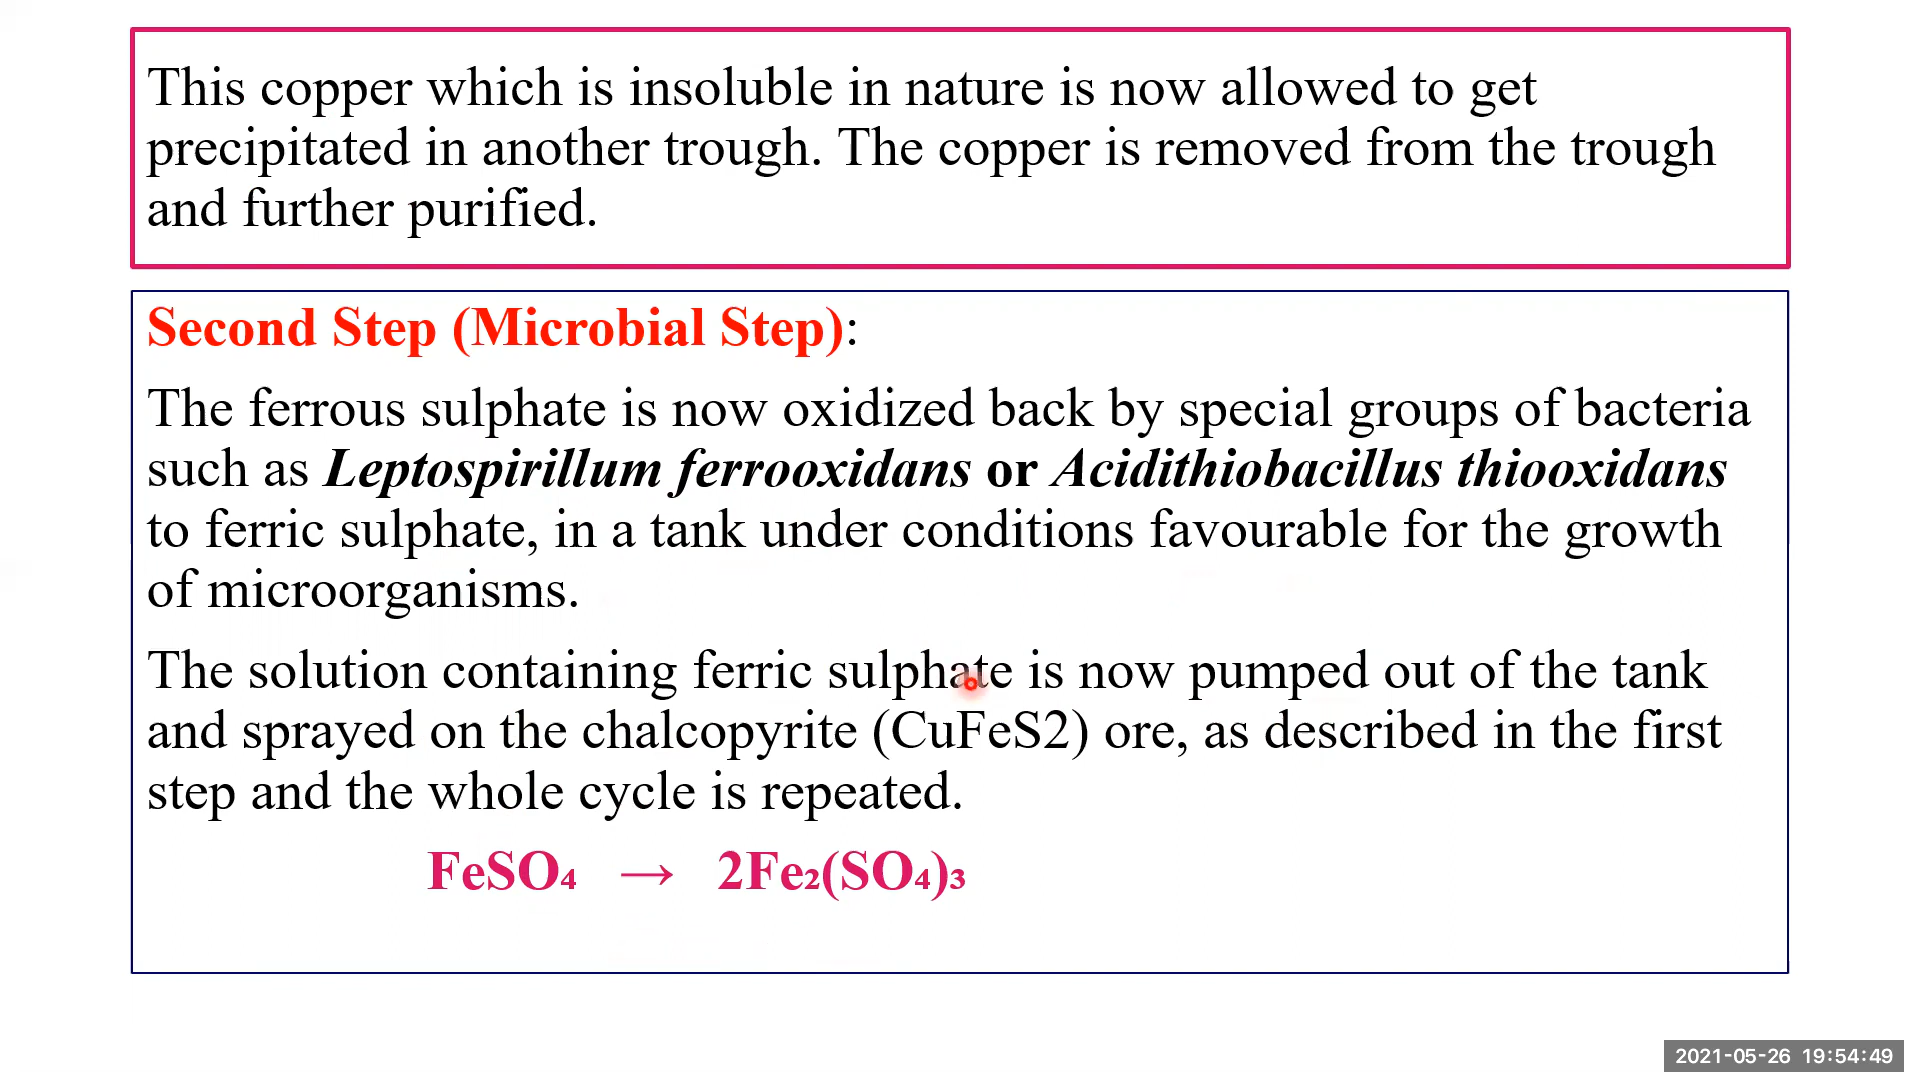 This copper which is insoluble in nature is now allowed to get
precipitated in another trough. The copper is removed from the trough
and further purified.
Second Step (Microbial Step):
The ferrous sulphate is now oxidized back by special groups of bacteria
such as Leptospirillum ferrooxidans or Acidithiobacillus thiooxidans
to ferric sulphate, in a tank under conditions favourable for the growth
of microorganisms.
The solution containing ferric sulphate is now pumped out of the tank
and sprayed on the chalcopyrite (CuFeS2) ore, as described in the first
step and the whole cycle is repeated.
FeSO₄ → 2Fe₂(SO₄)₃
2021-05-26 19:54:49